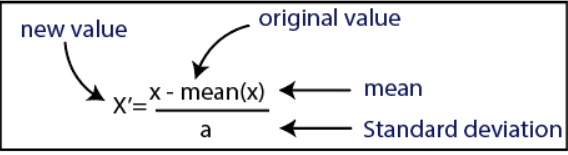 new value
original value
X'= x - mean(x) / a
mean
Standard deviation